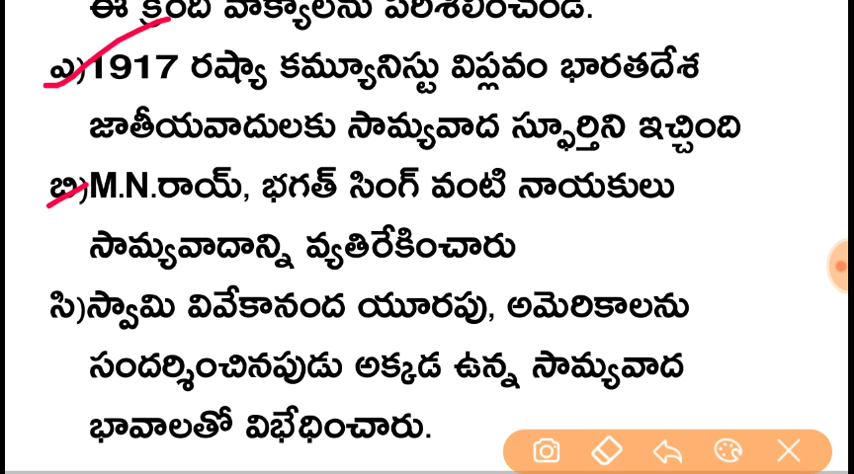 ఈ క్రింది వాక్యాలను పరిశీలించండి.
ఎ)1917 రష్యా కమ్యూనిస్టు విప్లవం భారతదేశ
జాతీయవాదులకు సామ్యవాద స్ఫూర్తిని ఇచ్చింది
బి)M.N.రాయ్, భగత్ సింగ్ వంటి నాయకులు
సామ్యవాదాన్ని వ్యతిరేకించారు
సి)స్వామి వివేకానంద యూరపు, అమెరికాలను
సందర్శించినపుడు అక్కడ ఉన్న సామ్యవాద
భావాలతో విభేధించారు.